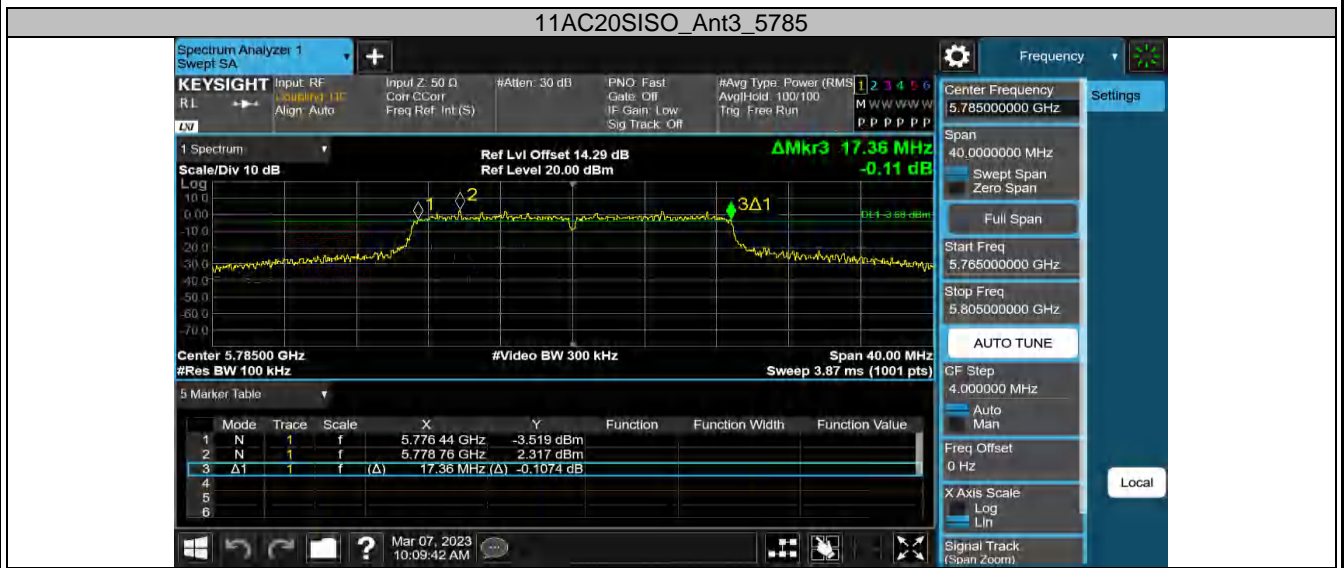 11AC20SISO_Ant3_5785
Spectrum Analyzer 1
Swept SA
+
Frequency
KEYSIGHT
RL
LXI
Input: RF
Coupling: DC
Align: Auto
Input Z: 50 Ω
Corr CCorr
Freq Ref: Int (S)
#Atten: 30 dB
PNO: Fast
Gate: Off
IF Gain: Low
Sig Track: Off
#Avg Type: Power (RMS
Avg|Hold: 100/100
Trig: Free Run
1 2 3 4 5 6
M W W W W W
P P P P P P
Center Frequency
5.785000000 GHz
Settings
1 Spectrum
Scale/Div 10 dB
Ref Lvl Offset 14.29 dB
Ref Level 20.00 dBm
ΔMkr3 17.36 MHz
-0.11 dB
Log
10.0
0.00
-10.0
-20.0
-30.0
-40.0
-50.0
-60.0
-70.0
1
2
3Δ1
DL1 -3.68 dBm
Center 5.78500 GHz
#Res BW 100 kHz
#Video BW 300 kHz
Span 40.00 MHz
Sweep 3.87 ms (1001 pts)
Span
40.0000000 MHz
Swept Span
Zero Span
Full Span
Start Freq
5.765000000 GHz
Stop Freq
5.805000000 GHz
AUTO TUNE
CF Step
4.000000 MHz
Auto
Man
Freq Offset
0 Hz
X Axis Scale
Log
Lin
Signal Track
(Span Zoom)
Local
5 Marker Table
Mode Trace Scale X Y Function Function Width Function Value
1 N 1 f 5.776 44 GHz -3.519 dBm
2 N 1 f 5.778 76 GHz 2.317 dBm
3 Δ1 1 f (Δ) 17.36 MHz (Δ) -0.1074 dB
4
5
6
?
Mar 07, 2023
10:09:42 AM